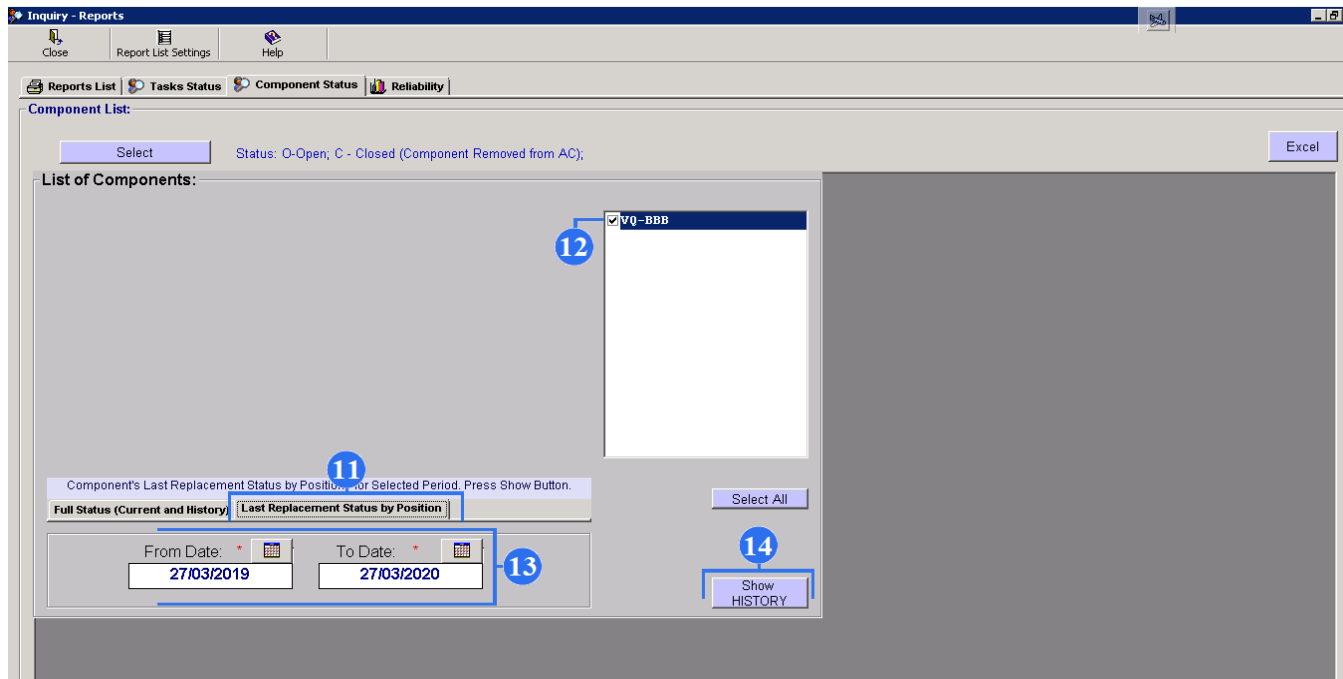 Inquiry - Reports
Close Report List Settings Help
Reports List Tasks Status Component Status Reliability
Component List:
Select Status: O-Open; C - Closed (Component Removed from AC); Excel
List of Components:
VQ-BBB
12
11
Component's Last Replacement Status by Position for Selected Period. Press Show Button.
Full Status (Current and History) Last Replacement Status by Position
Select All
From Date: * To Date: *
27/03/2019 27/03/2020
13
14
Show
HISTORY